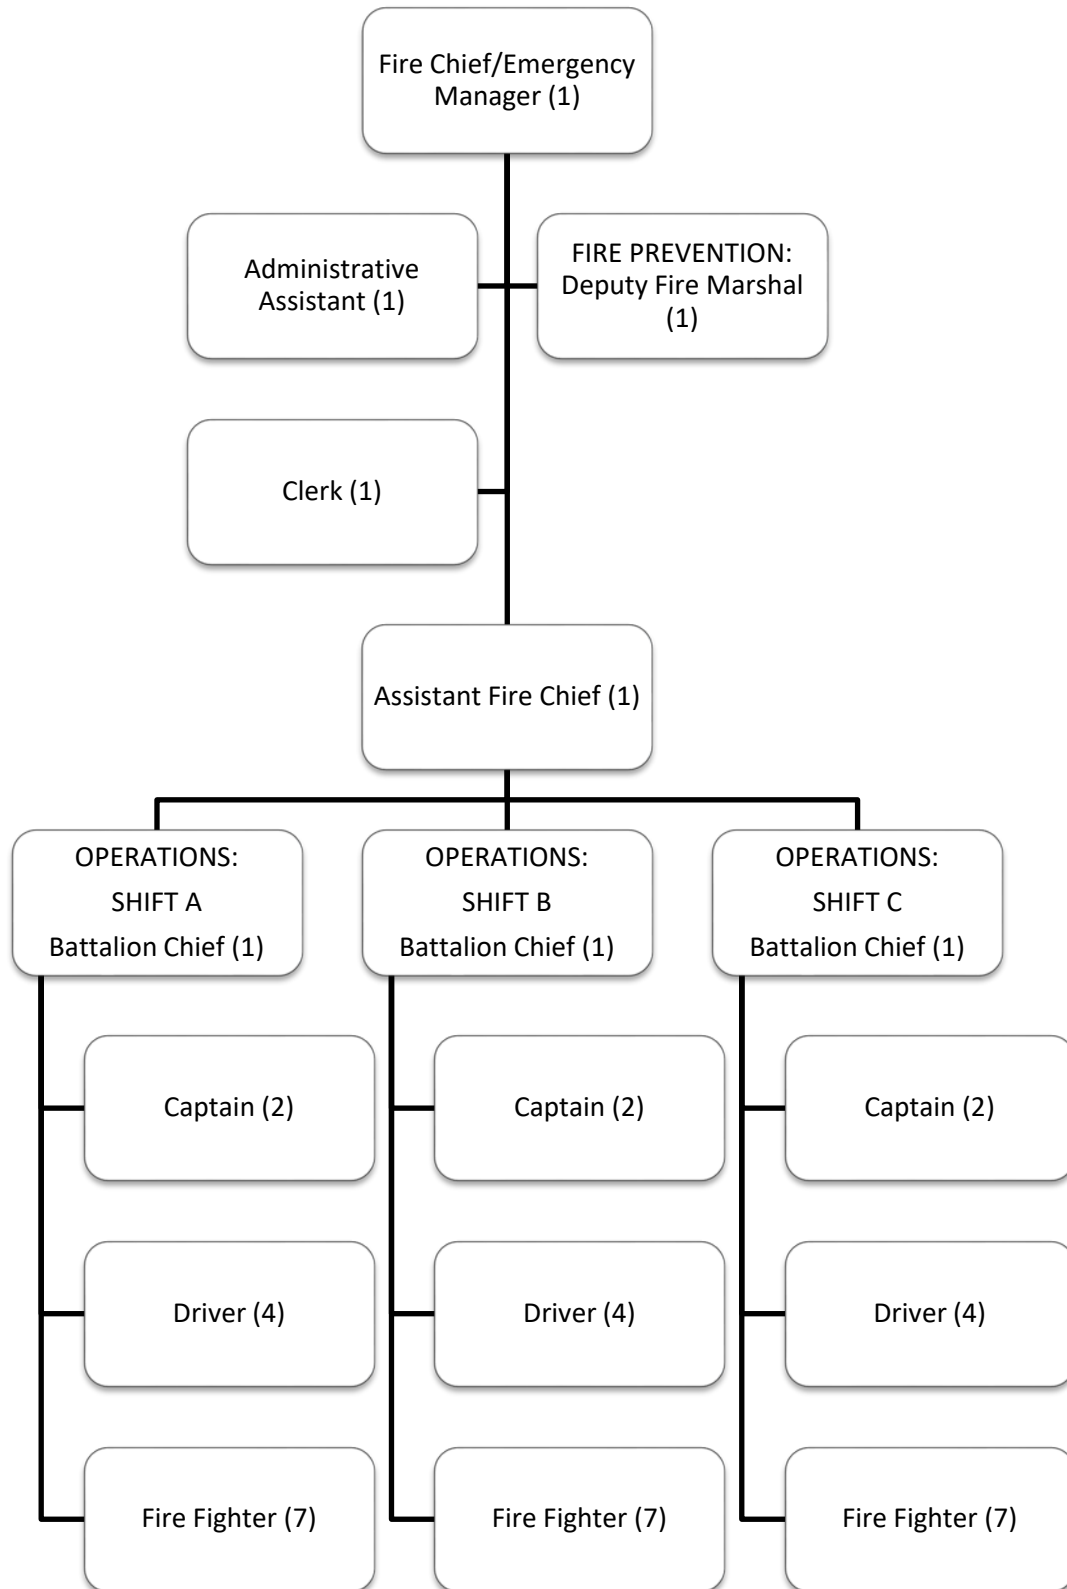 Fire Chief/Emergency
Manager (1)
Administrative
Assistant (1)
FIRE PREVENTION:
Deputy Fire Marshal
(1)
Clerk (1)
Assistant Fire Chief (1)
OPERATIONS:
SHIFT A
Battalion Chief (1)
OPERATIONS:
SHIFT B
Battalion Chief (1)
OPERATIONS:
SHIFT C
Battalion Chief (1)
Captain (2)
Captain (2)
Captain (2)
Driver (4)
Driver (4)
Driver (4)
Fire Fighter (7)
Fire Fighter (7)
Fire Fighter (7)